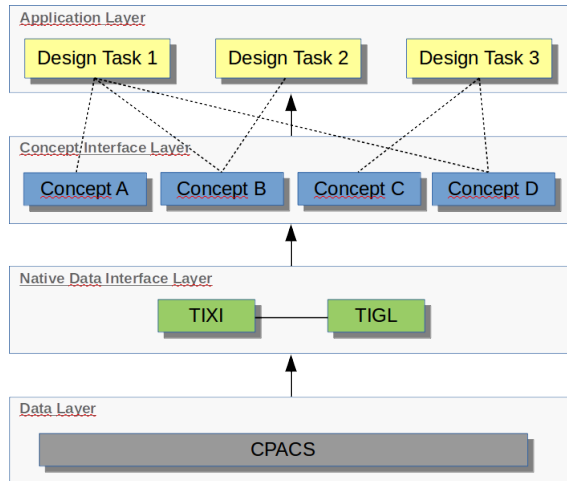 Application Layer
Design Task 1
Design Task 2
Design Task 3
Concept Interface Layer
Concept A
Concept B
Concept C
Concept D
Native Data Interface Layer
TIXI
TIGL
Data Layer
CPACS